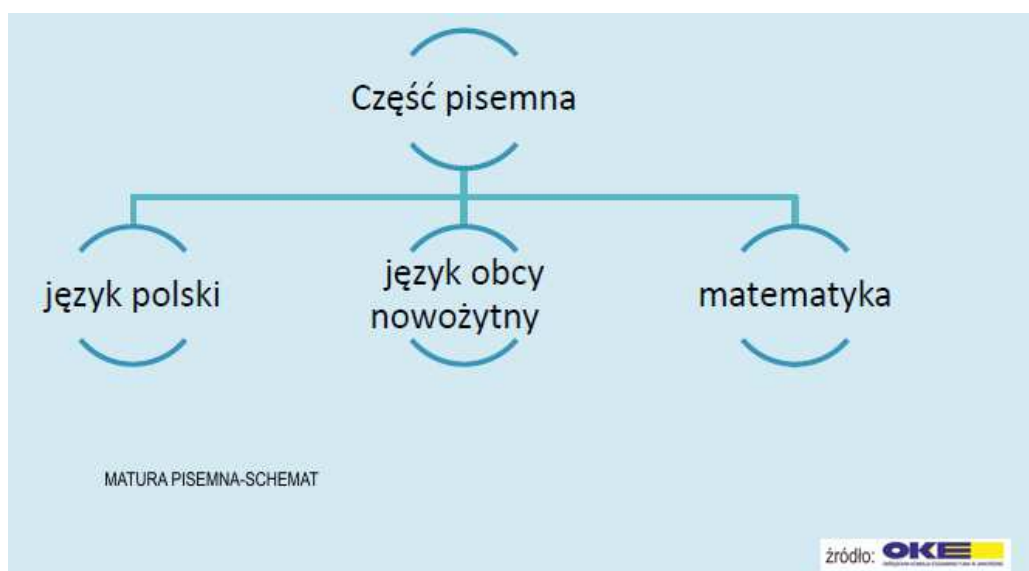 Część pisemna
język polski
język obcy
nowożytny
matematyka
MATURA PISEMNA-SCHEMAT
źródło: OKE